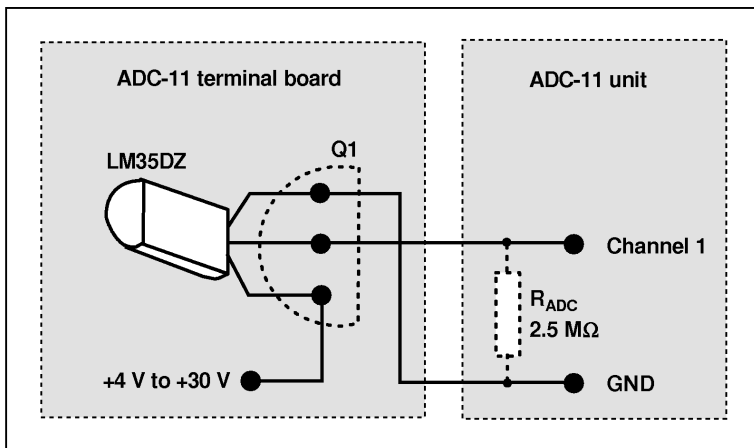 ADC-11 terminal board
ADC-11 unit
LM35DZ
Q1
Channel 1
RADC
2.5 MΩ
+4 V to +30 V
GND